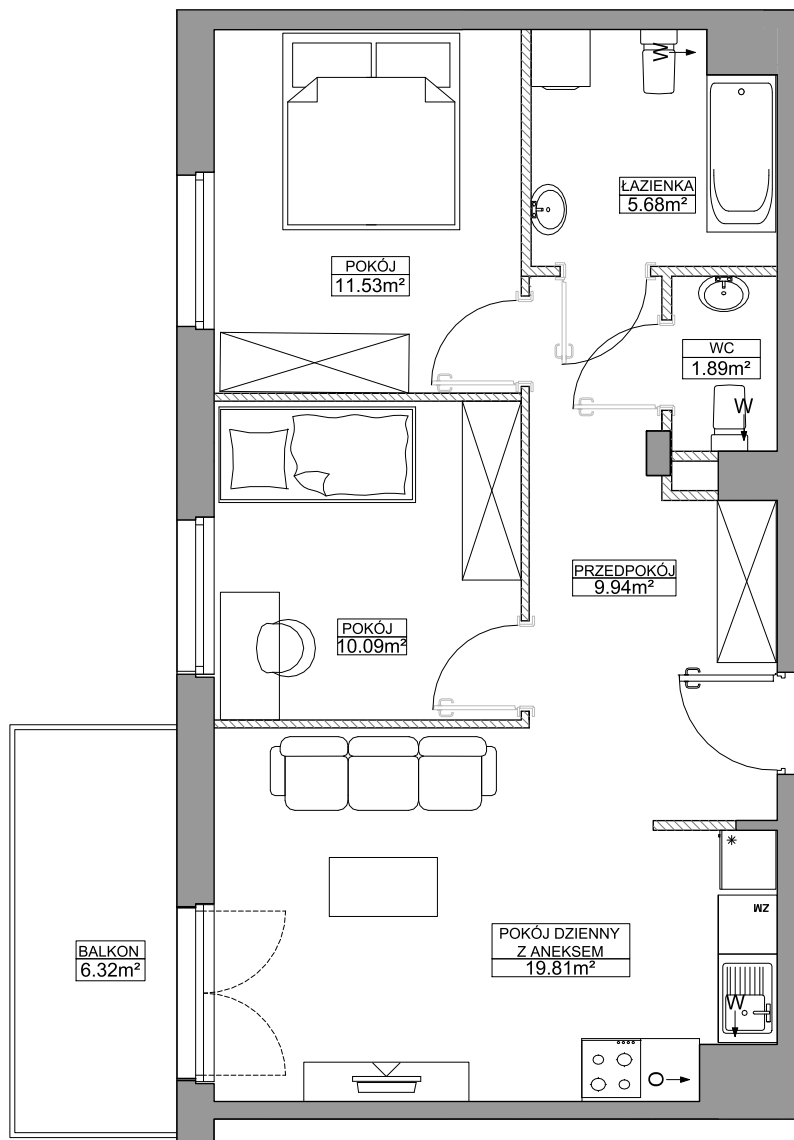 ŁAZIENKA
5.68m²
W
POKÓJ
11.53m²
WC
1.89m²
W
PRZEDPOKÓJ
9.94m²
POKÓJ
10.09m²
BALKON
6.32m²
POKÓJ DZIENNY
Z ANEKSEM
19.81m²
ZM
W
O